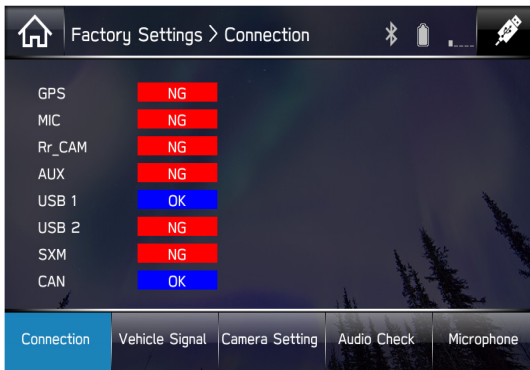 Factory Settings > Connection
GPS NG
MIC NG
Rr_CAM NG
AUX NG
USB 1 OK
USB 2 NG
SXM NG
CAN OK
Connection Vehicle Signal Camera Setting Audio Check Microphone